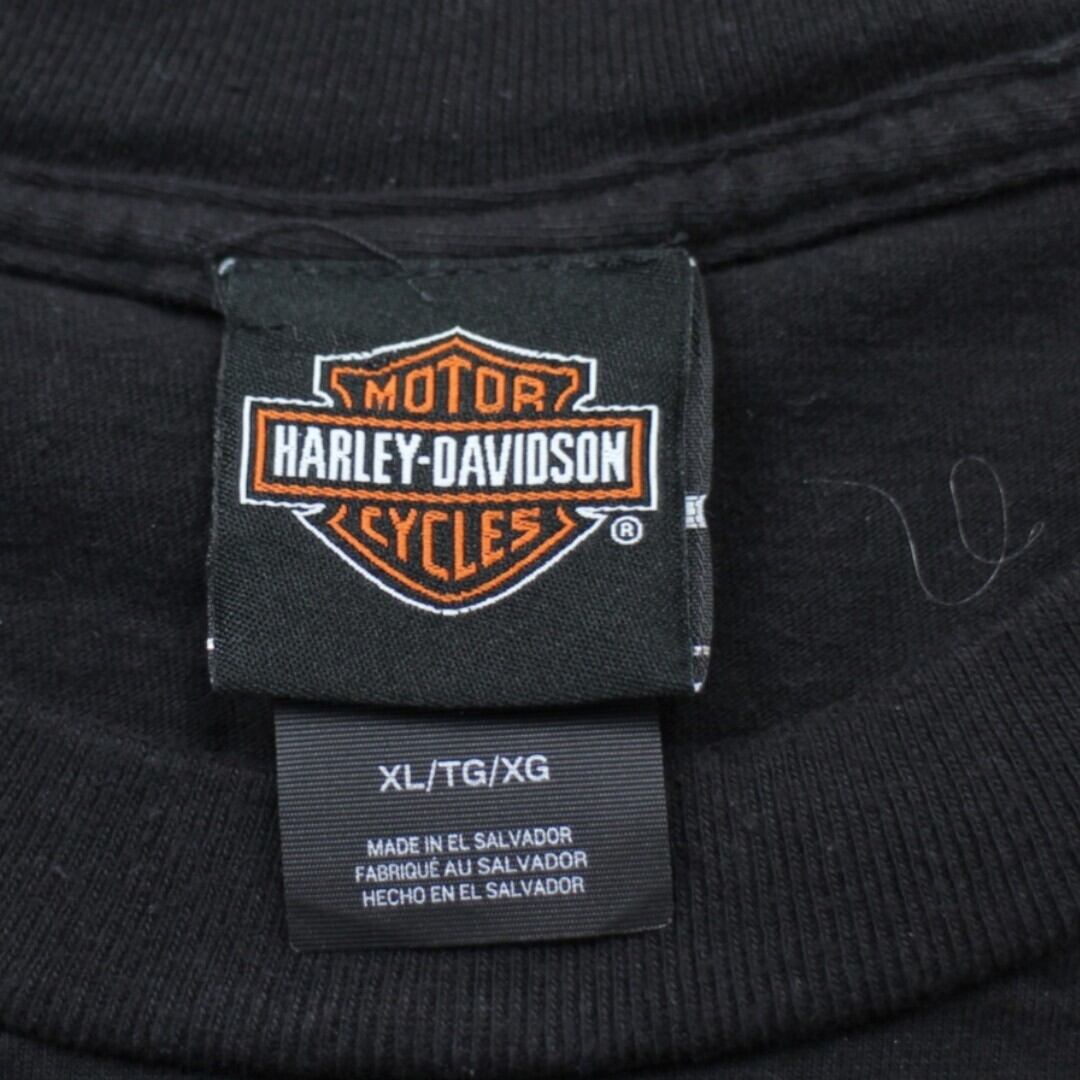 MOTOR
HARLEY-DAVIDSON
CYCLES
®
XL/TG/XG
MADE IN EL SALVADOR
FABRIQUÉ AU SALVADOR
HECHO EN EL SALVADOR